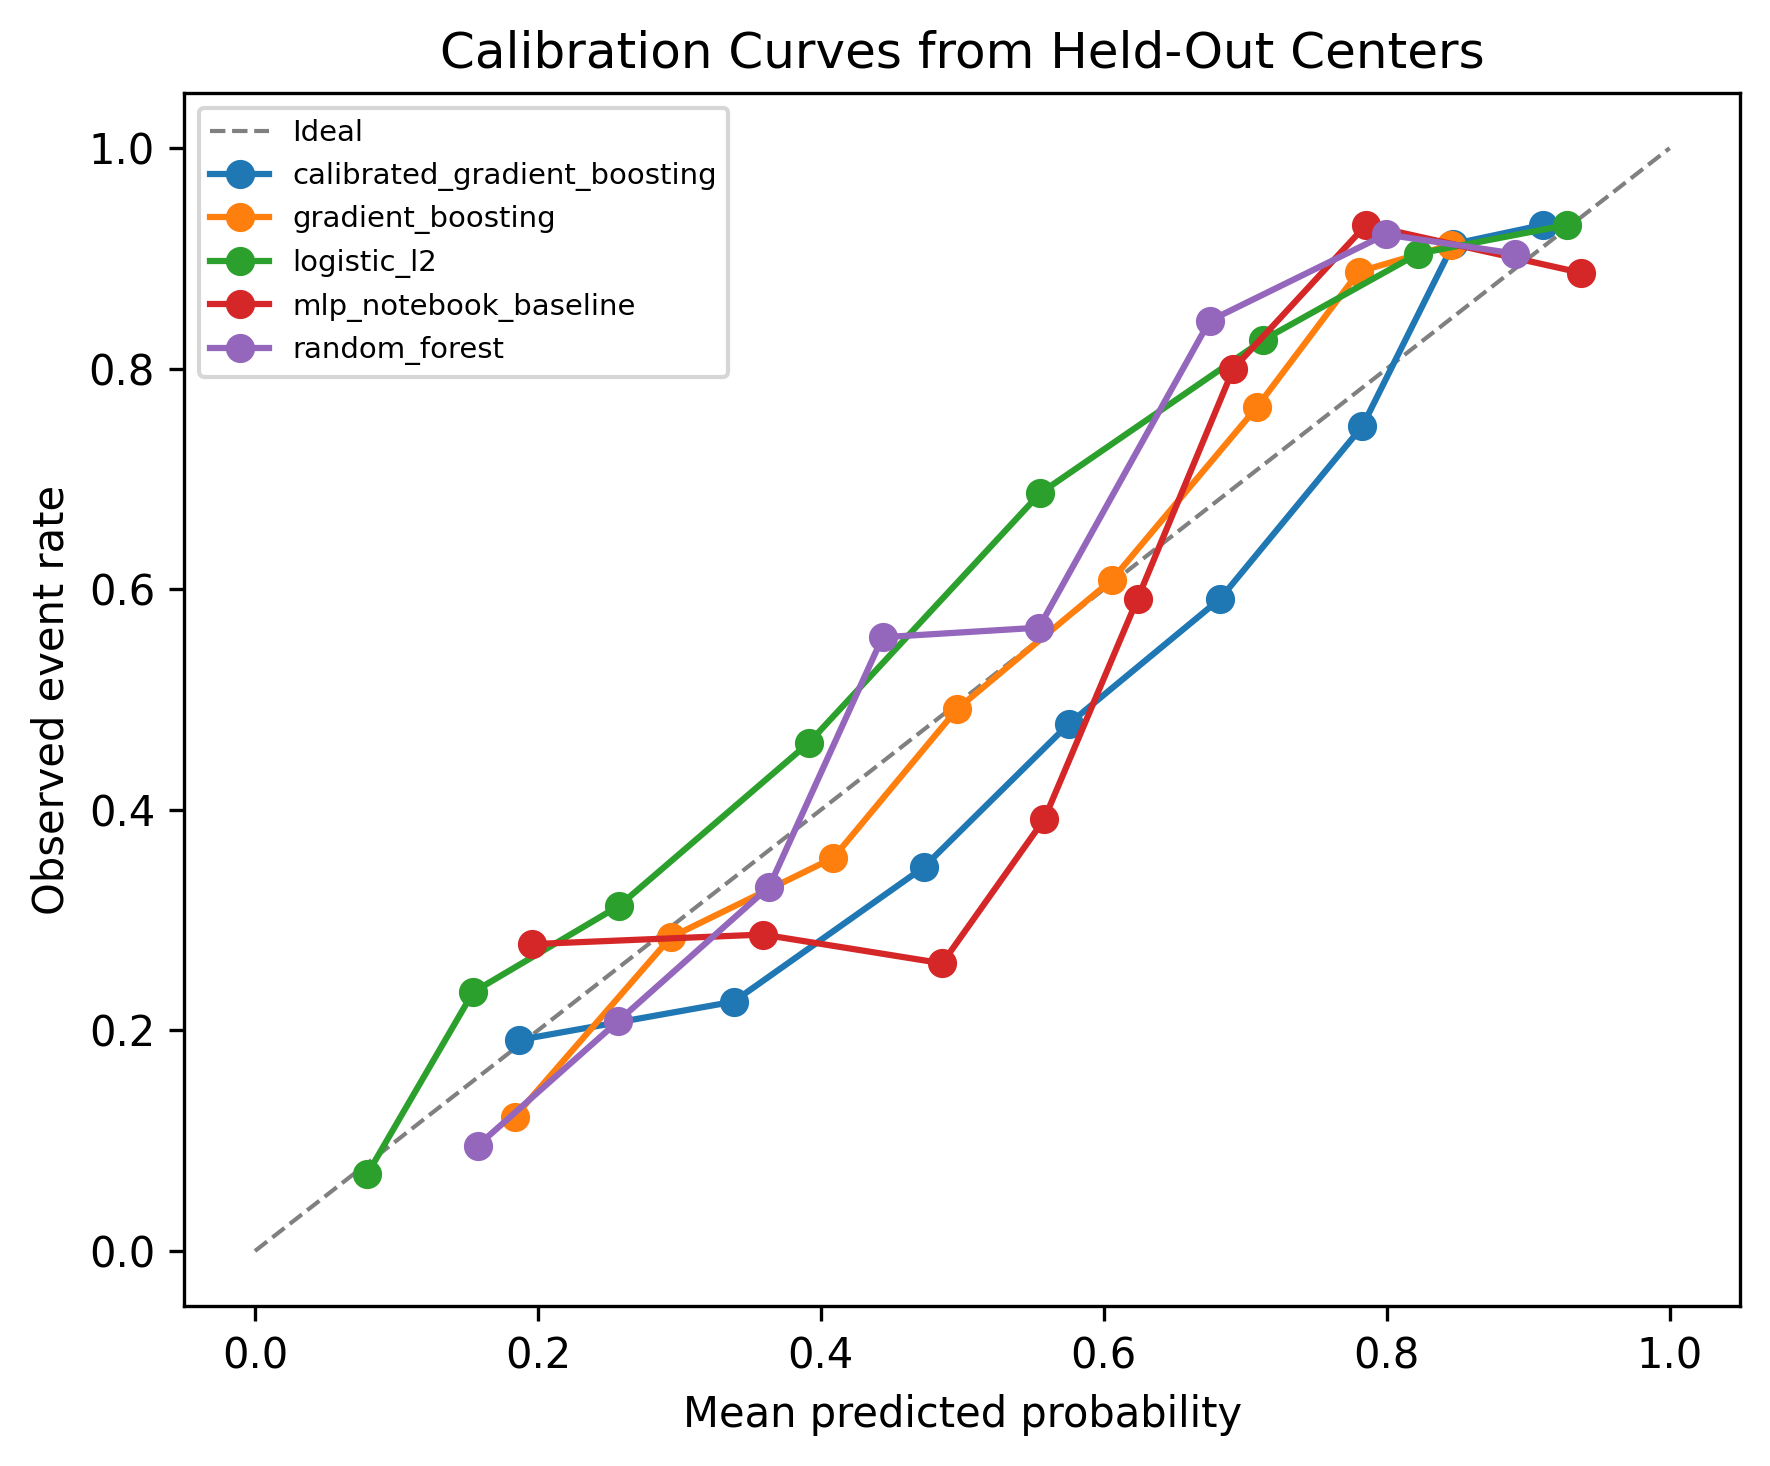 Calibration Curves from Held-Out Centers
Ideal
calibrated_gradient_boosting
gradient_boosting
logistic_l2
mlp_notebook_baseline
random_forest
1.0
0.8
0.6
0.4
0.2
0.0
Observed event rate
0.0 0.2 0.4 0.6 0.8 1.0
Mean predicted probability